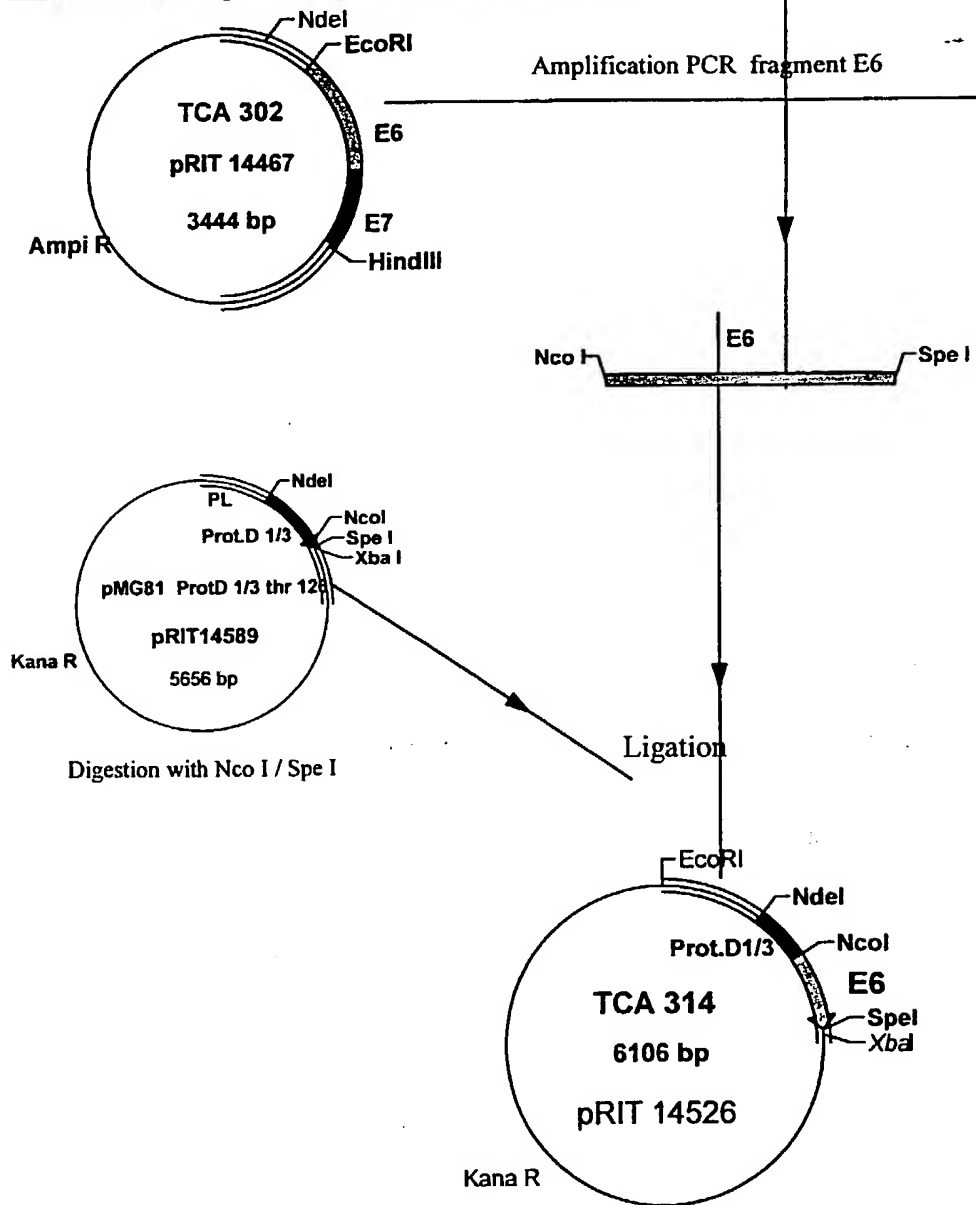 NdeI
EcoRI
Amplification PCR fragment E6
TCA 302
E6
pRIT 14467
3444 bp
E7
Ampi R
HindIII
E6
Nco I
Spe I
NdeI
PL
NcoI
Prot.D 1/3
Spe I
Xba I
pMG81 ProtD 1/3 thr 128
pRIT14589
Kana R
5656 bp
Ligation
Digestion with Nco I / Spe I
EcoRI
NdeI
Prot.D1/3
NcoI
E6
TCA 314
SpeI
XbaI
6106 bp
pRIT 14526
Kana R